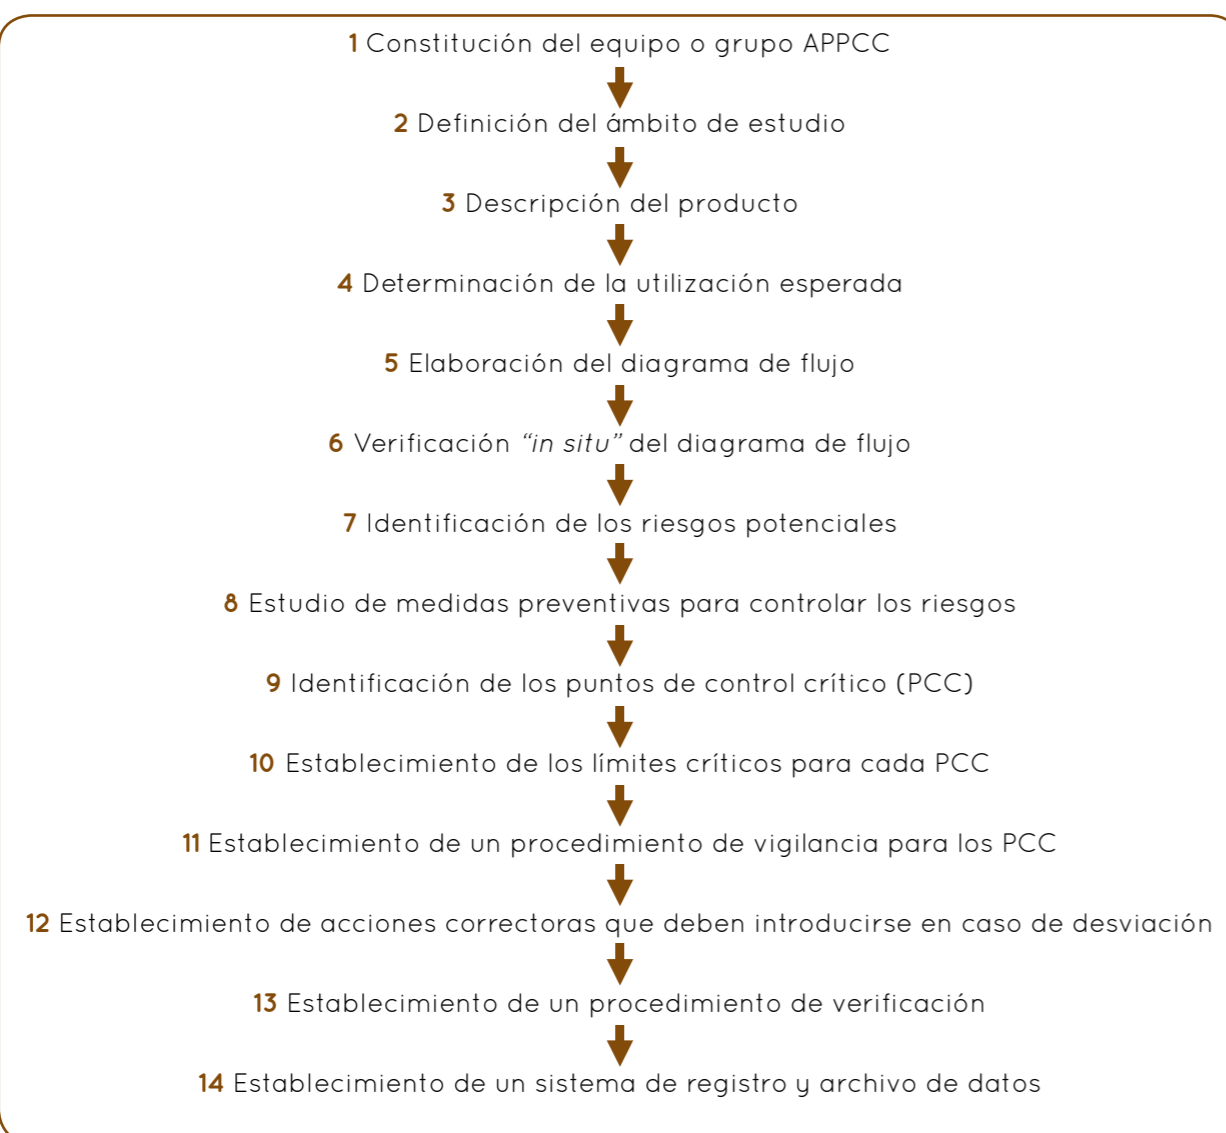 1 Constitución del equipo o grupo APPCC
2 Definición del ámbito de estudio
3 Descripción del producto
4 Determinación de la utilización esperada
5 Elaboración del diagrama de flujo
6 Verificación “in situ” del diagrama de flujo
7 Identificación de los riesgos potenciales
8 Estudio de medidas preventivas para controlar los riesgos
9 Identificación de los puntos de control crítico (PCC)
10 Establecimiento de los límites críticos para cada PCC
11 Establecimiento de un procedimiento de vigilancia para los PCC
12 Establecimiento de acciones correctoras que deben introducirse en caso de desviación
13 Establecimiento de un procedimiento de verificación
14 Establecimiento de un sistema de registro y archivo de datos